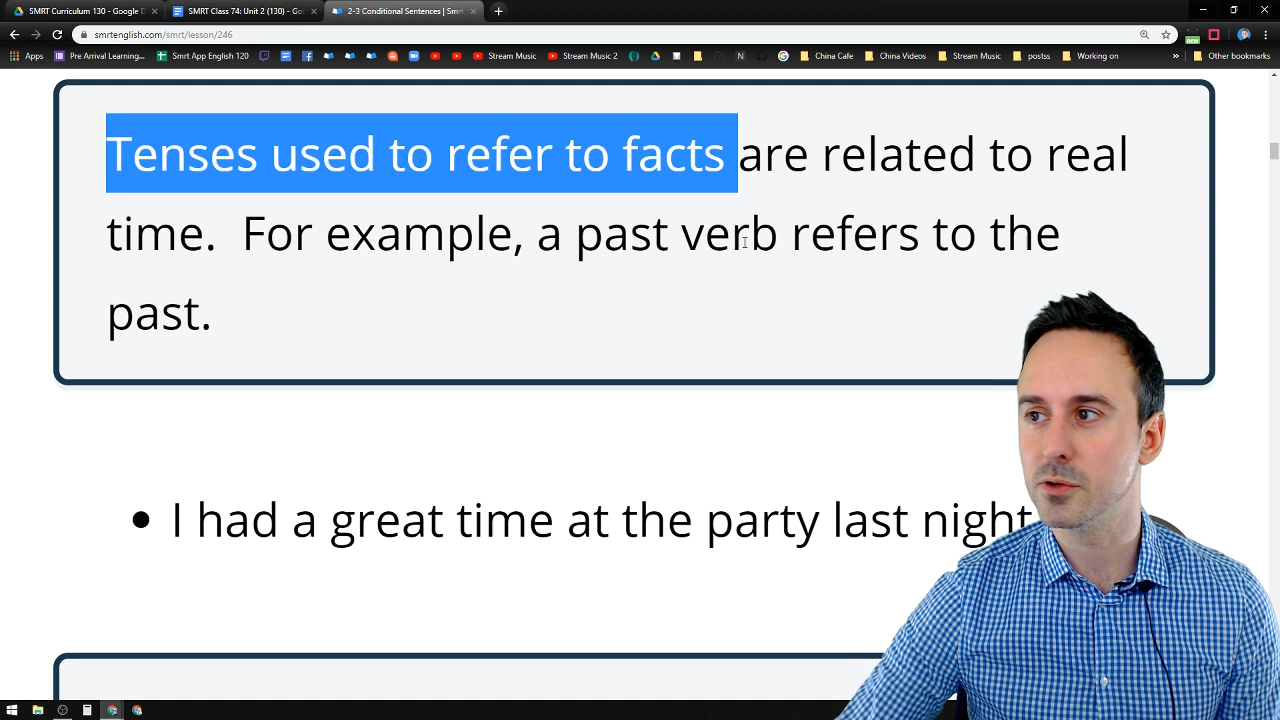 SMRT Curriculum 130 - Google D
SMRT Class 74: Unit 2 (130) - Goo
2-3 Conditional Sentences | Smrt
smrtenglish.com/smrt/lesson/246
Apps
Pre Arrival Learning...
Smrt App English 120
Stream Music
Stream Music 2
China Cafe
China Videos
Stream Music
postss
Working on
»
Other bookmarks
Tenses used to refer to facts are related to real
time. For example, a past verb refers to the
past.
• I had a great time at the party last night